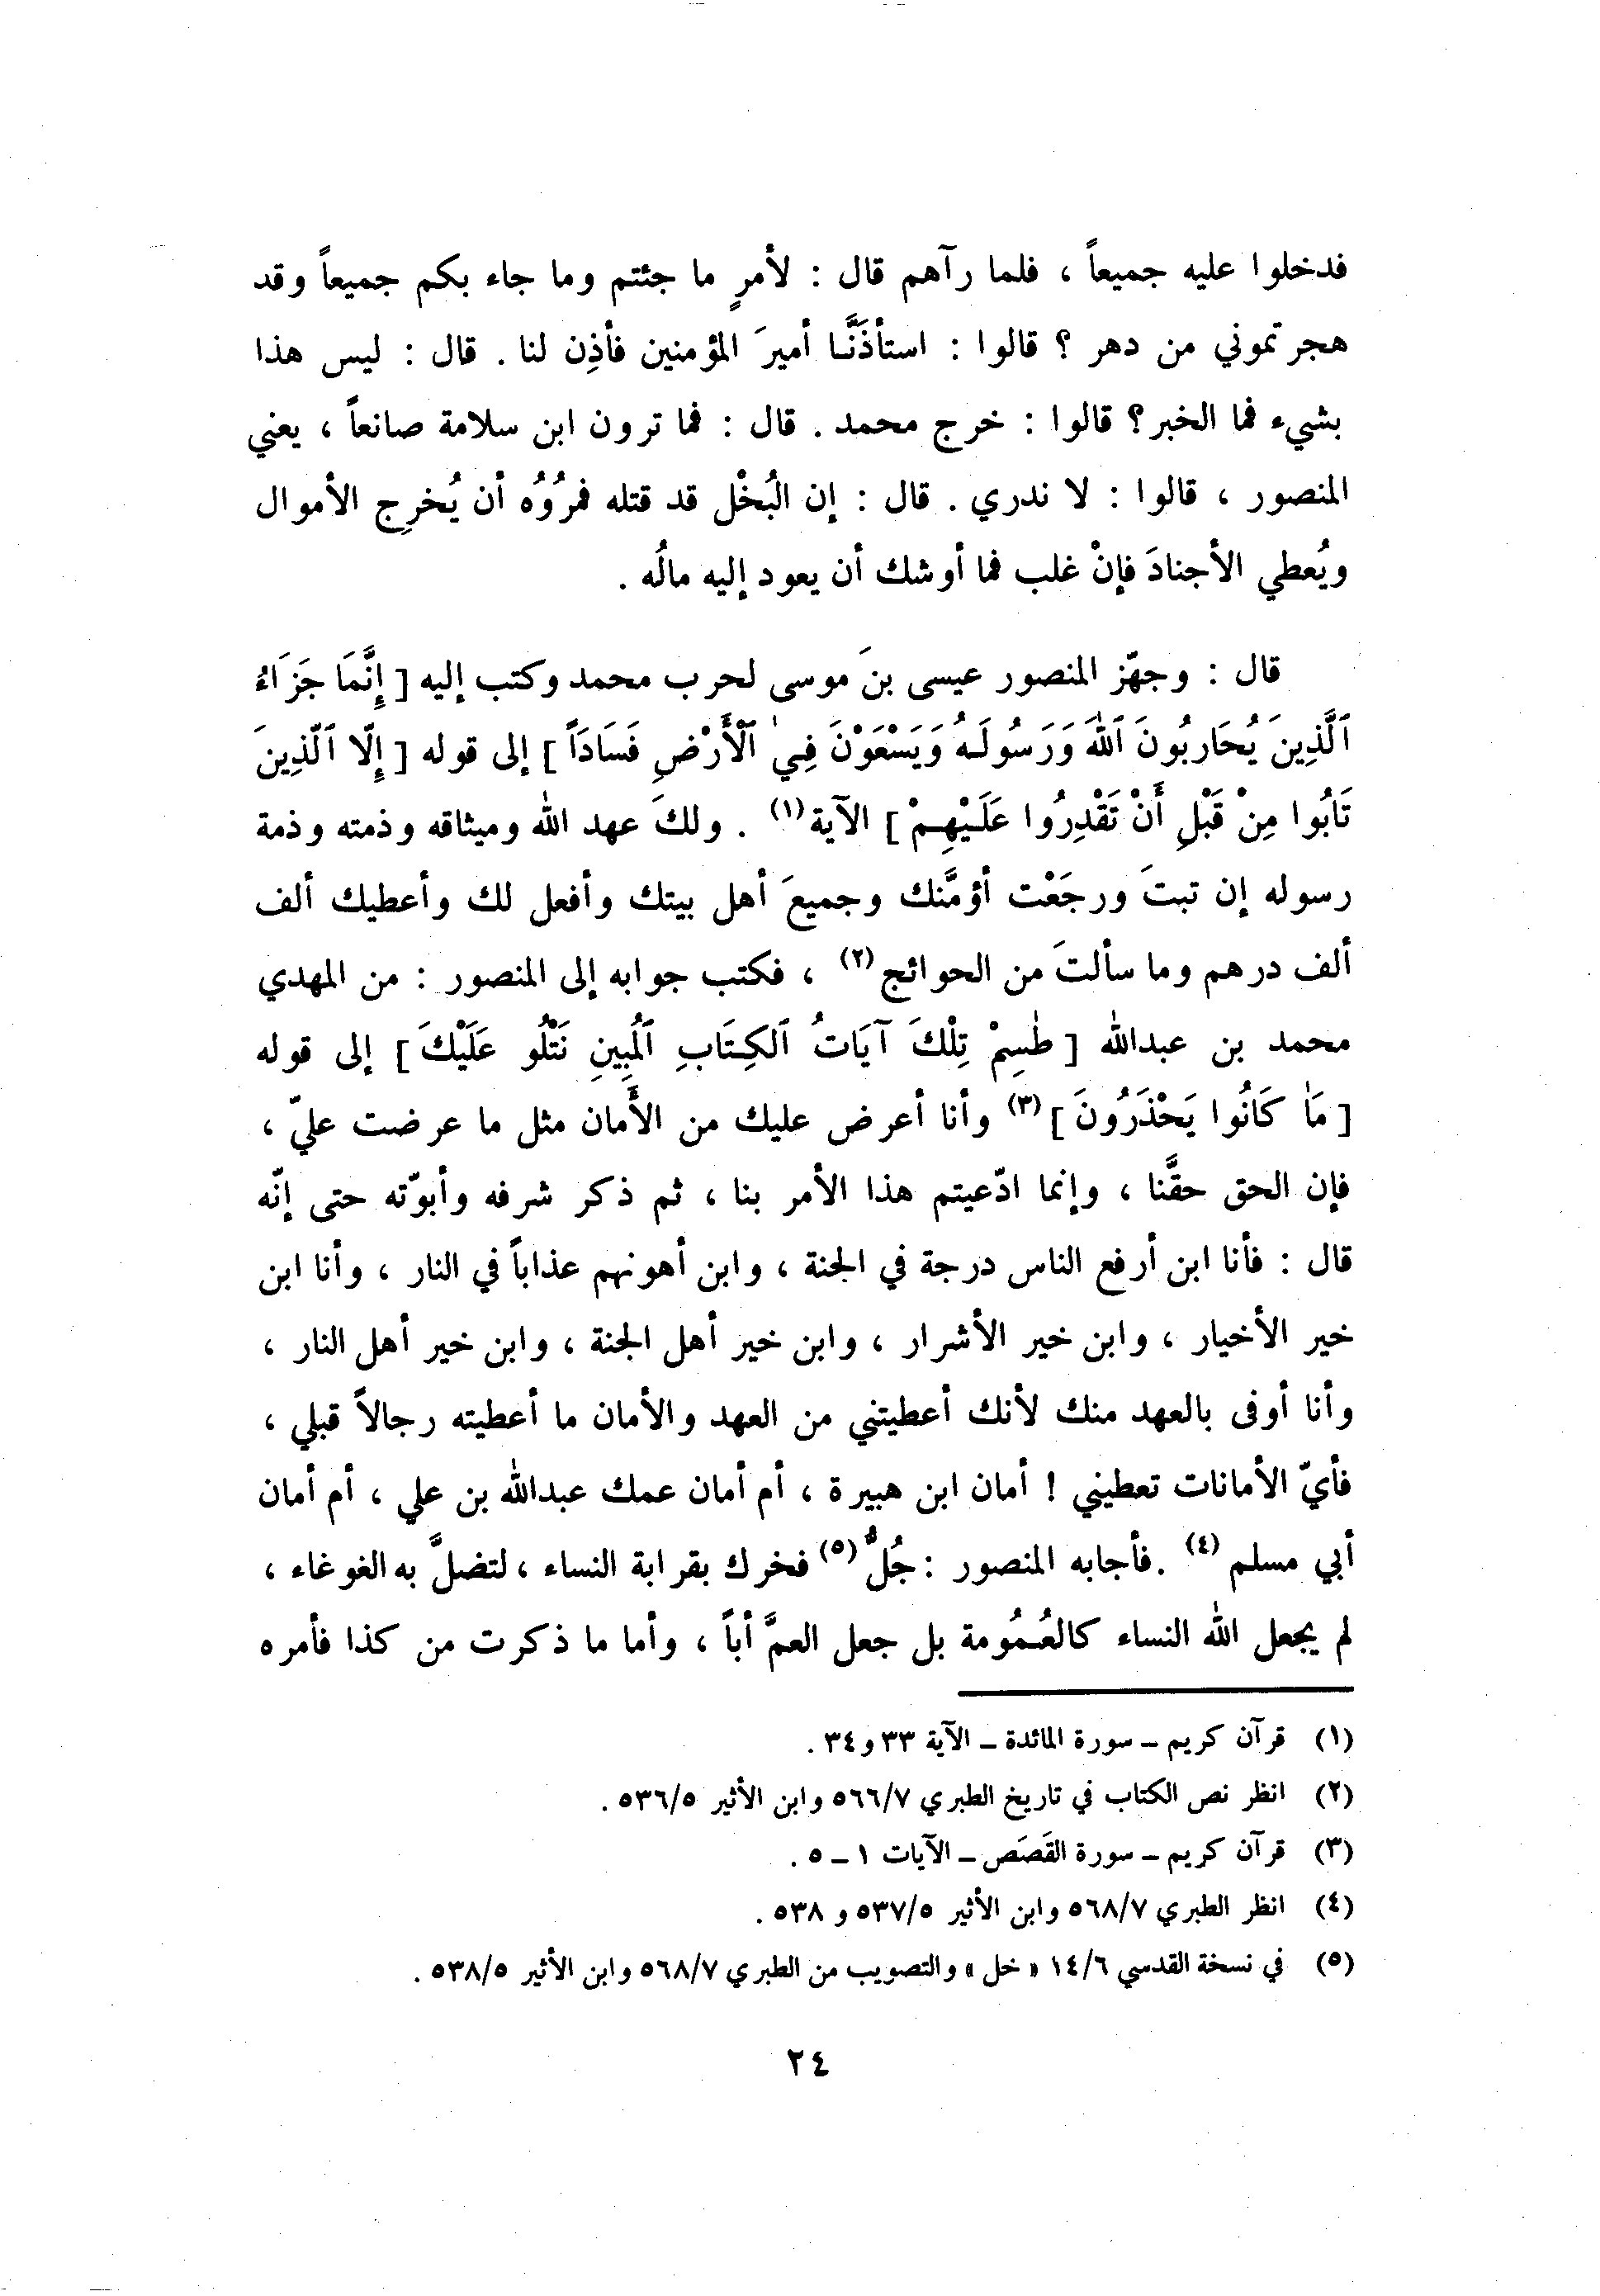 فدخلوا عليه جميعاً ، فلما رآهم قال : لأمرٍ ما جئتم وما جاء بكم جميعاً وقد
هجرتموني من دهر ؟ قالوا : استأذَنَّا أميرَ المؤمنين فأذِن لنا . قال : ليس هذا
بشيء فما الخبر؟ قالوا : خرج محمد . قال : فما ترون ابن سلامة صانعاً ، يعني
المنصور ، قالوا : لا ندري . قال : إن البُخْل قد قتله فمرُوُه أن يُخرِج الأموال
ويُعطي الأجنادَ فإنْ غلب فما أوشك أن يعود إليه مالُه .
قال : وجهّز المنصور عيسى بنَ موسى لحرب محمد وكتب إليه [ إِنَّمَا جَزَاءُ
ٱلَّذِينَ يُحَارِبُونَ ٱللهَ وَرَسُولَهُ وَيَسْعَوْنَ فِي ٱلْأَرْضِ فَسَادَاً ] إلى قوله [ إِلّا ٱلّذِينَ
تَابُوا مِنْ قَبْلِ أَنْ تَقْدِرُوا عَلَيْهِمْ ] الآية (١) . ولكَ عهد الله وميثاقه وذمته وذمة
رسوله إن تبتَ ورجَعْت أؤمَّنك وجميعَ أهل بيتك وأفعل لك وأعطيك ألف
ألف درهم وما سألتَ من الحوائج (٢) ، فكتب جوابه إلى المنصور : من المهدي
محمد بن عبدالله [ طٰسِمْ تِلْكَ آيَاتُ ٱلكِتَابِ ٱلمُبِينِ نَتْلُو عَلَيْكَ ] إلى قوله
[ مَا كَانُوا يَحْذَرُونَ ] (٣) وأنا أعرض عليك من الأَمان مثل ما عرضت عليّ ،
فإن الحق حقَّنا ، وإنما ادّعيتم هذا الأمر بنا ، ثم ذكر شرفه وأبوّته حتى إنّه
قال : فأنا ابن أرفع الناس درجة في الجنة ، وابن أهونهم عذاباً في النار ، وأنا ابن
خير الأخيار ، وابن خير الأشرار ، وابن خير أهل الجنة ، وابن خير أهل النار ،
وأنا أوفى بالعهد منك لأنك أعطيتني من العهد والأمان ما أعطيته رجالاً قبلي ،
فأيّ الأمانات تعطيني ! أمان ابن هبيرة ، أم أمان عمك عبدالله بن علي ، أم أمان
أبي مسلم (٤) . فأجابه المنصور : جُلُّ (٥) فخرك بقرابة النساء ، لتضلَّ به الغوغاء ،
لم يجعل الله النساء كالعُمُومة بل جعل العمَّ أباً ، وأما ما ذكرت من كذا فأمره
(١) قرآن كريم – سورة المائدة – الآية ٣٣ و ٣٤ .
(٢) انظر نص الكتاب في تاريخ الطبري ٥٦٦/٧ وابن الأثير ٥٣٦/٥ .
(٣) قرآن كريم – سورة القَصَص – الآيات ١ – ٥ .
(٤) انظر الطبري ٥٦٨/٧ وابن الأثير ٥٣٧/٥ و ٥٣٨ .
(٥) في نسخة القدسي ١٤/٦ « خل » والتصويب من الطبري ٥٦٨/٧ وابن الأثير ٥٣٨/٥ .
٢٤